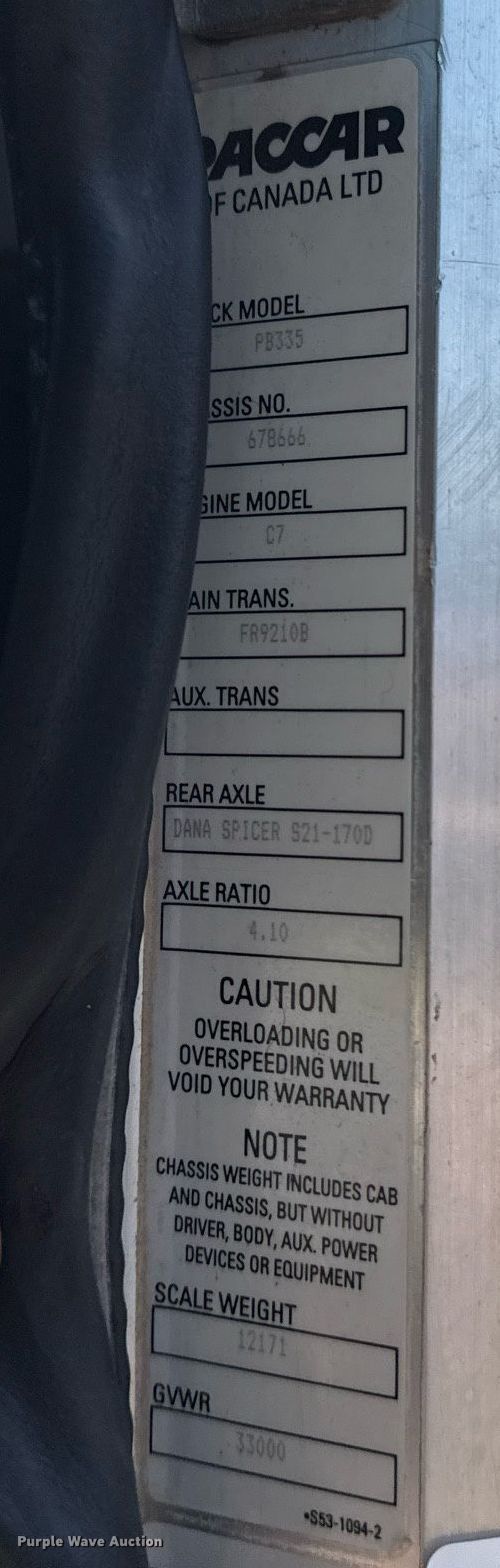 PACCAR
OF CANADA LTD
CK MODEL
PB335
SSIS NO.
678666
GINE MODEL
C7
AIN TRANS.
FR9210B
AUX. TRANS
REAR AXLE
DANA SPICER S21-170D
AXLE RATIO
4.10
CAUTION
OVERLOADING OR
OVERSPEEDING WILL
VOID YOUR WARRANTY
NOTE
CHASSIS WEIGHT INCLUDES CAB
AND CHASSIS, BUT WITHOUT
DRIVER, BODY, AUX. POWER
DEVICES OR EQUIPMENT
SCALE WEIGHT
12171
GVWR
33000
•S53-1094-2
Purple Wave Auction